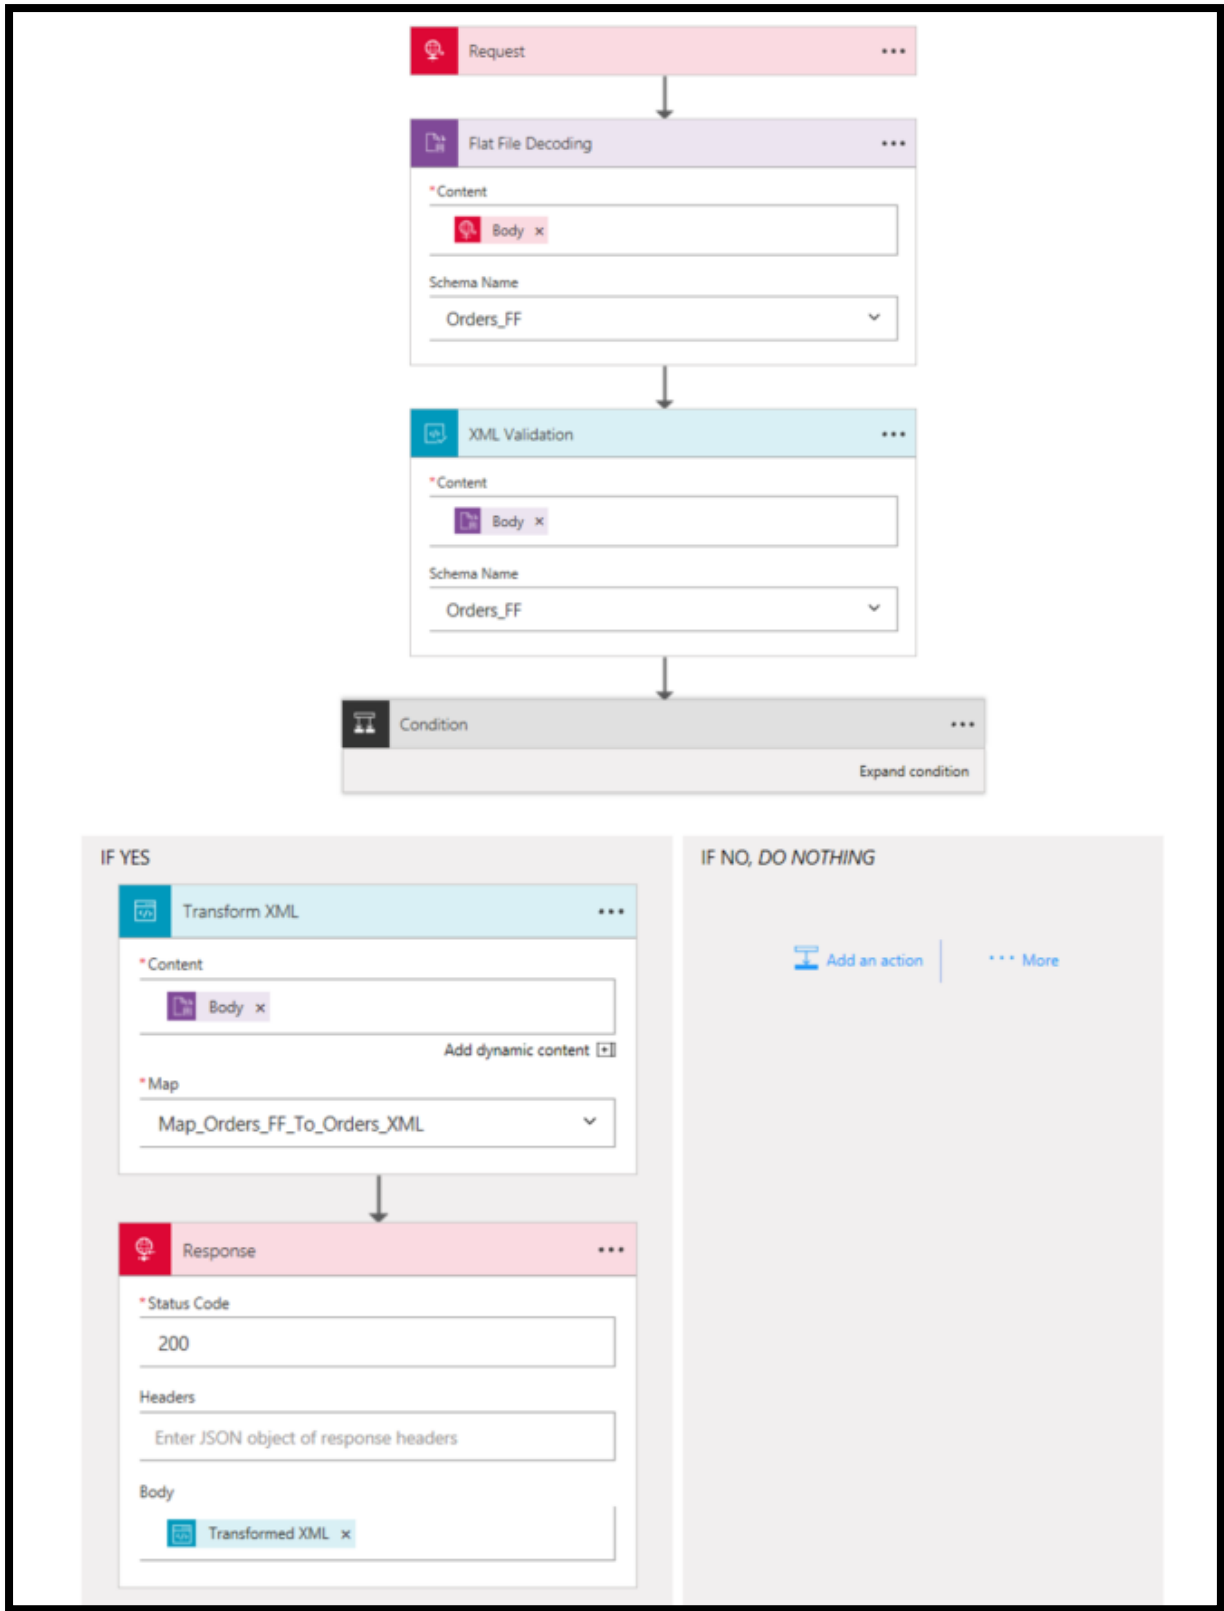 Request
Flat File Decoding
*Content
Body ×
Schema Name
Orders_FF
XML Validation
*Content
Body ×
Schema Name
Orders_FF
Condition
Expand condition
IF YES
Transform XML
*Content
Body ×
Add dynamic content
*Map
Map_Orders_FF_To_Orders_XML
Response
*Status Code
200
Headers
Enter JSON object of response headers
Body
Transformed XML ×
IF NO, DO NOTHING
Add an action
More